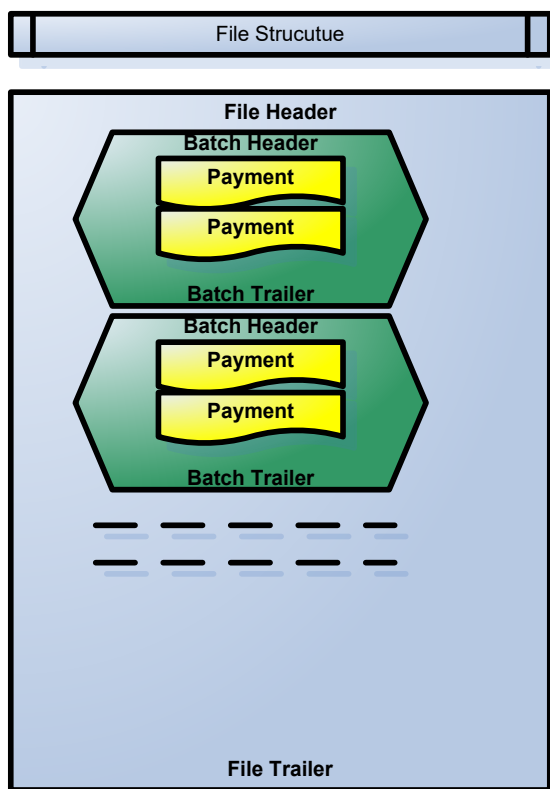 File Strucutue
File Header
Batch Header
Payment
Payment
Batch Trailer
Batch Header
Payment
Payment
Batch Trailer
File Trailer